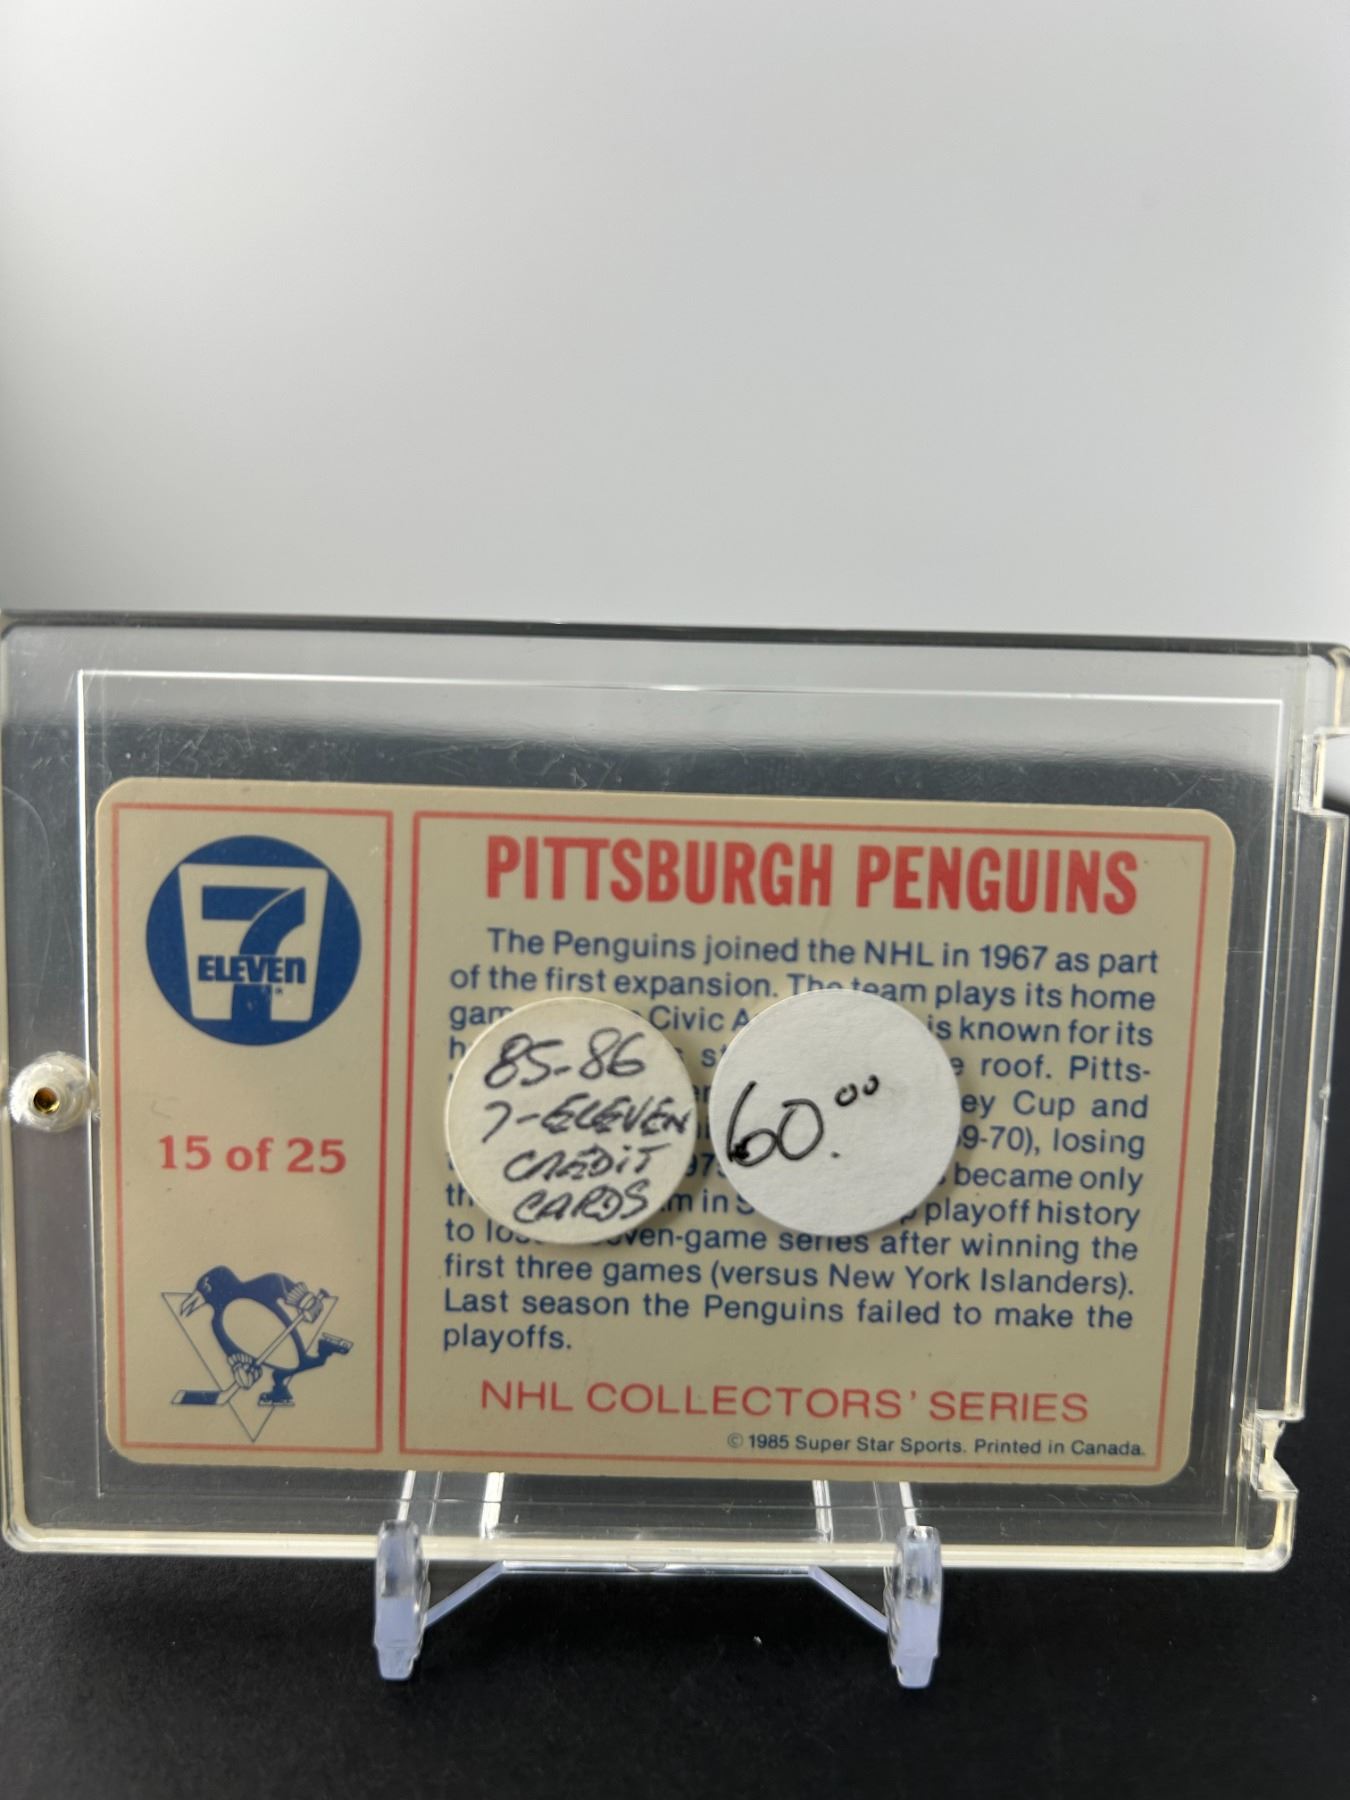 7
ELEVEN
15 of 25
PITTSBURGH PENGUINS
The Penguins joined the NHL in 1967 as part
of the first expansion. The team plays its home
Civic
is known for its
roof. Pitts-
Cup and
losing
became only
in playoff history
to series after winning the
first three games (versus New York Islanders).
Last season the Penguins failed to make the
playoffs.
NHL COLLECTORS' SERIES
© 1985 Super Star Sports. Printed in Canada.
85-86
7-ELEVEN
CREDIT
CARDS
60.00